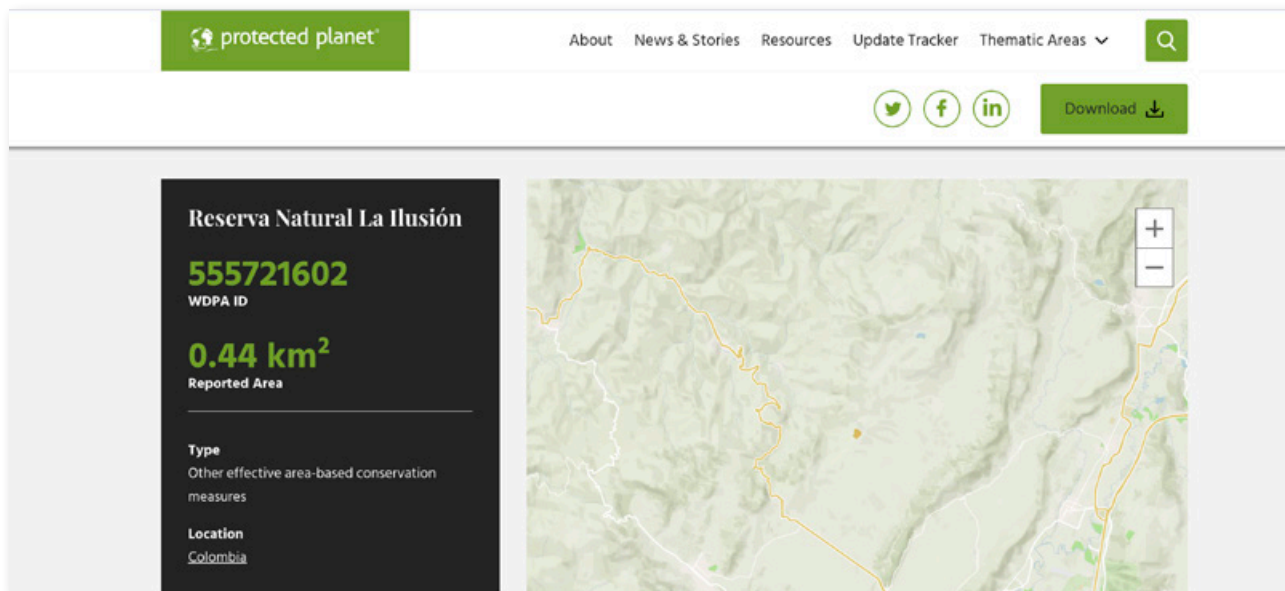 protected planet
About News & Stories Resources Update Tracker Thematic Areas
Download
Reserva Natural La Ilusión
555721602
WDPA ID
0.44 km²
Reported Area
Type
Other effective area-based conservation
measures
Location
Colombia